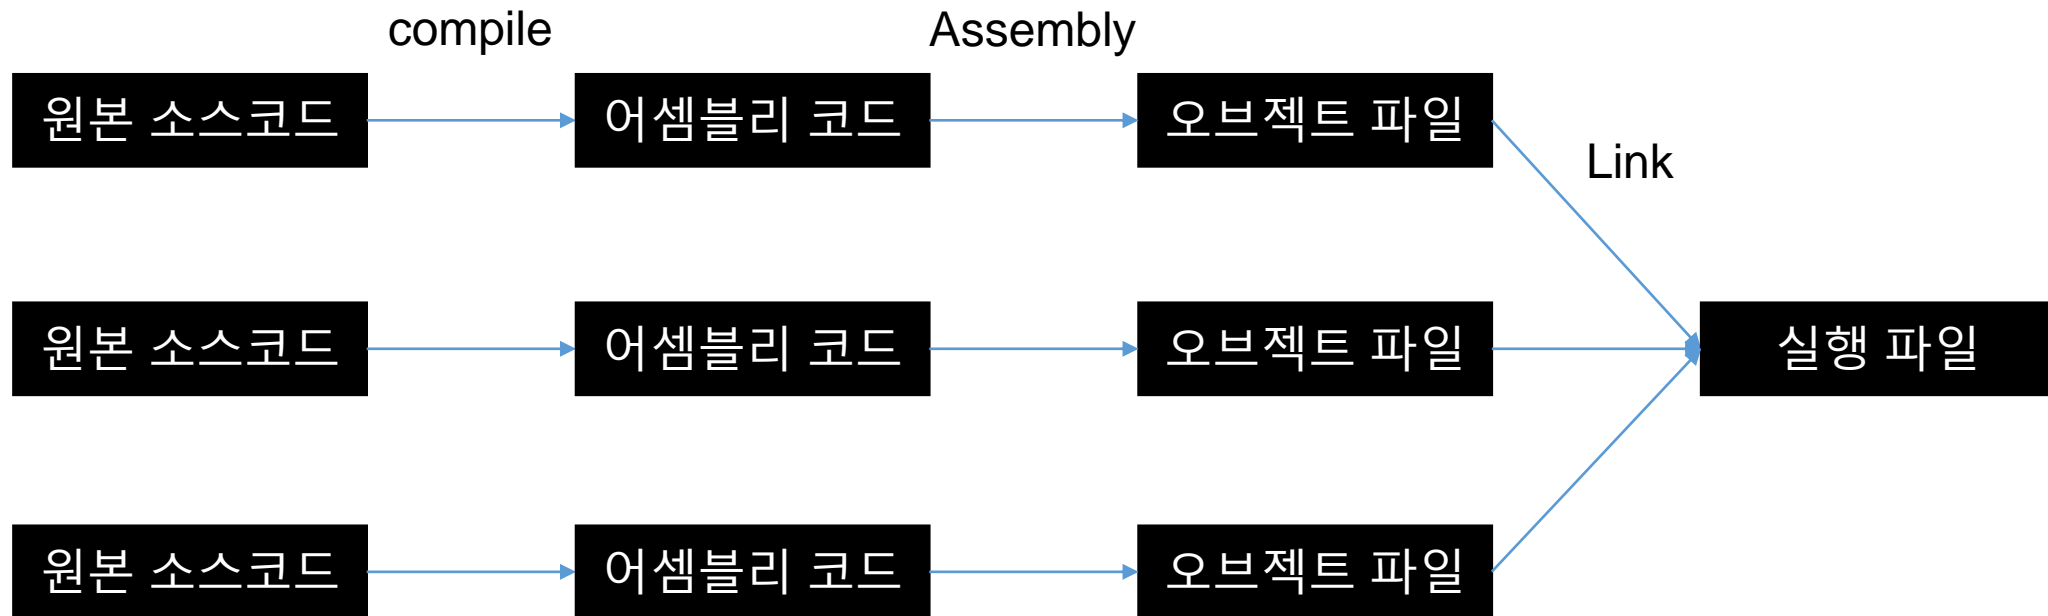 compile
Assembly
원본 소스코드
어셈블리 코드
오브젝트 파일
Link
원본 소스코드
어셈블리 코드
오브젝트 파일
실행 파일
원본 소스코드
어셈블리 코드
오브젝트 파일